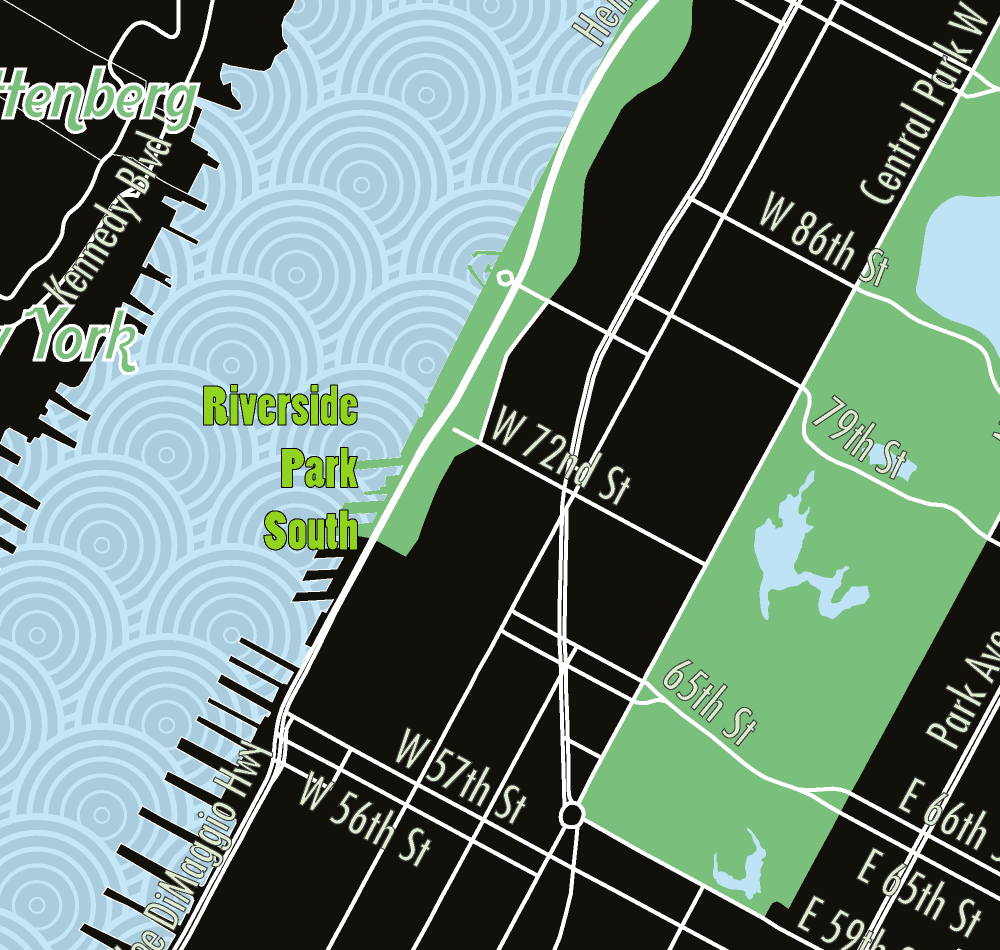 Central Park W
ttenberg
Kennedy Blvd
W 86th St
York
Riverside
Park
South
79th St
W 72nd St
65th St
Park Ave
W 57th St
W 56th St
E 66th
E 65th St
DiMaggio Hwy
E 59th